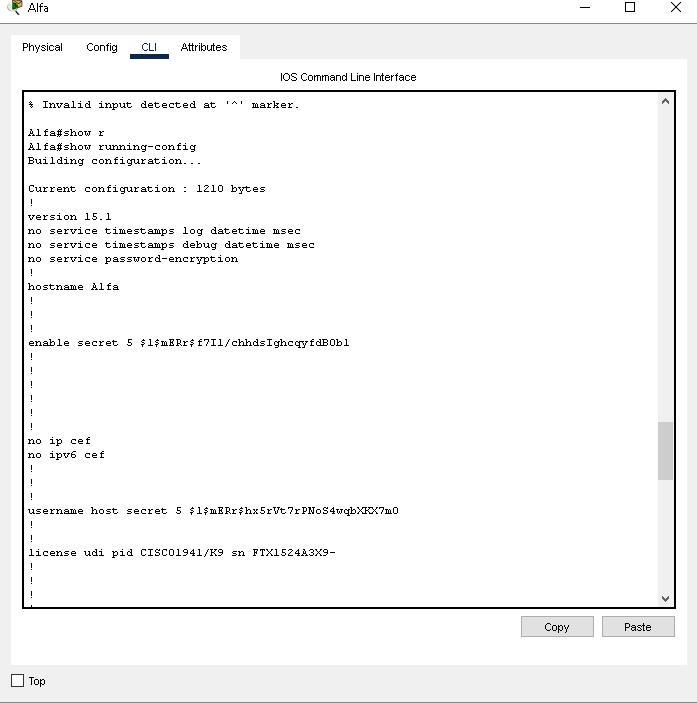 Alfa
Physical Config CLI Attributes
IOS Command Line Interface
% Invalid input detected at '^' marker.
Alfa#show r
Alfa#show running-config
Building configuration...
Current configuration : 1210 bytes
!
version 15.1
no service timestamps log datetime msec
no service timestamps debug datetime msec
no service password-encryption
!
hostname Alfa
!
!
!
enable secret 5 $1$mERr$f7Il/chhdsIghcqyfdB0b1
!
!
!
!
!
!
no ip cef
no ipv6 cef
!
!
!
username host secret 5 $1$mERr$hx5rVt7rPNoS4wqbXKX7m0
!
!
license udi pid CISCO1941/K9 sn FTX1524A3X9-
!
!
!
!
Copy Paste
Top